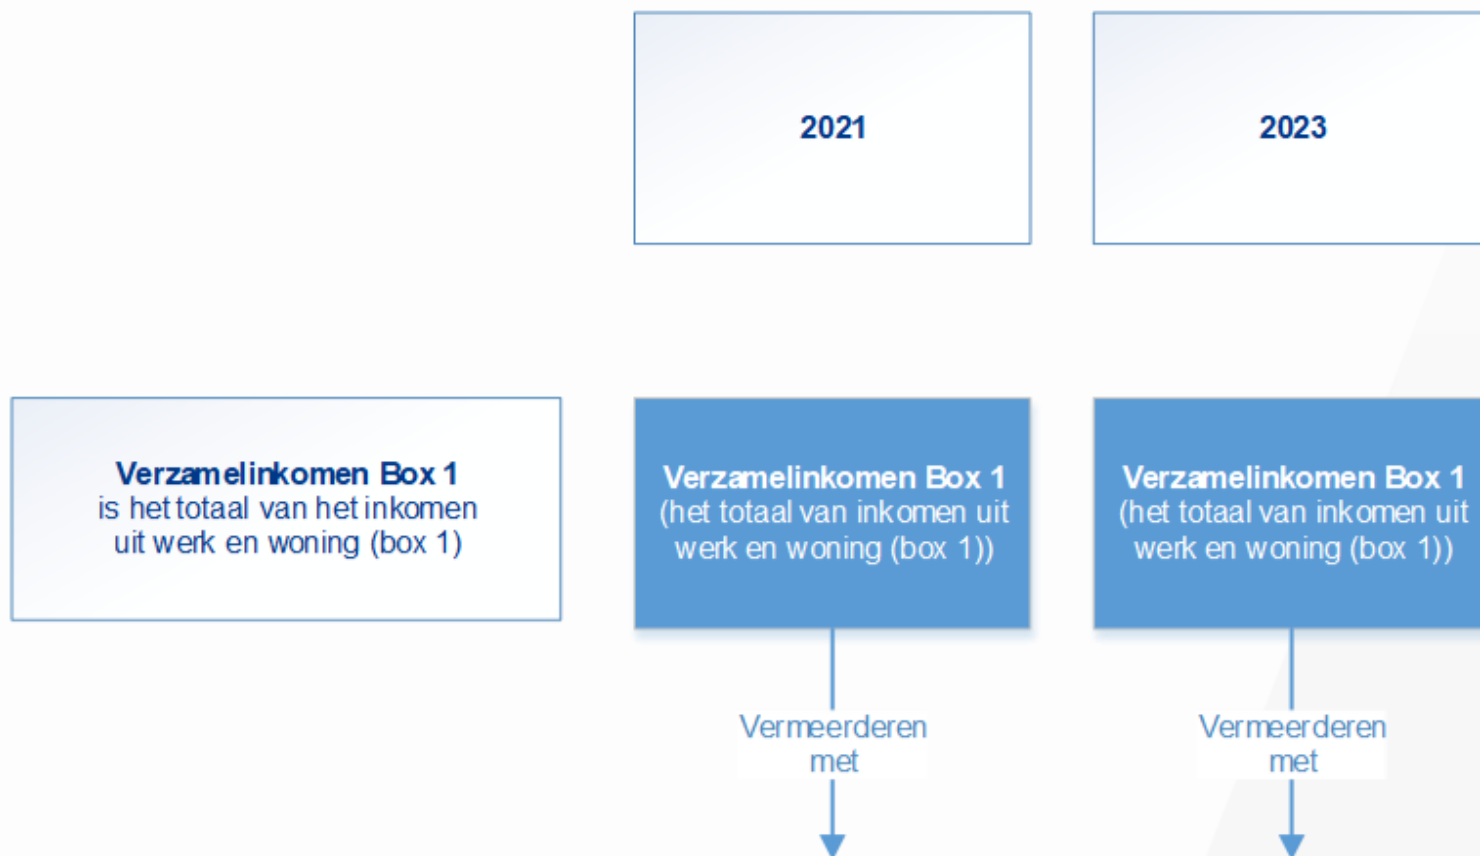 2021
2023
Verzamelinkomen Box 1
is het totaal van het inkomen
uit werk en woning (box 1)
Verzamelinkomen Box 1
(het totaal van inkomen uit
werk en woning (box 1))
Verzamelinkomen Box 1
(het totaal van inkomen uit
werk en woning (box 1))
Vermeerderen
met
Vermeerderen
met